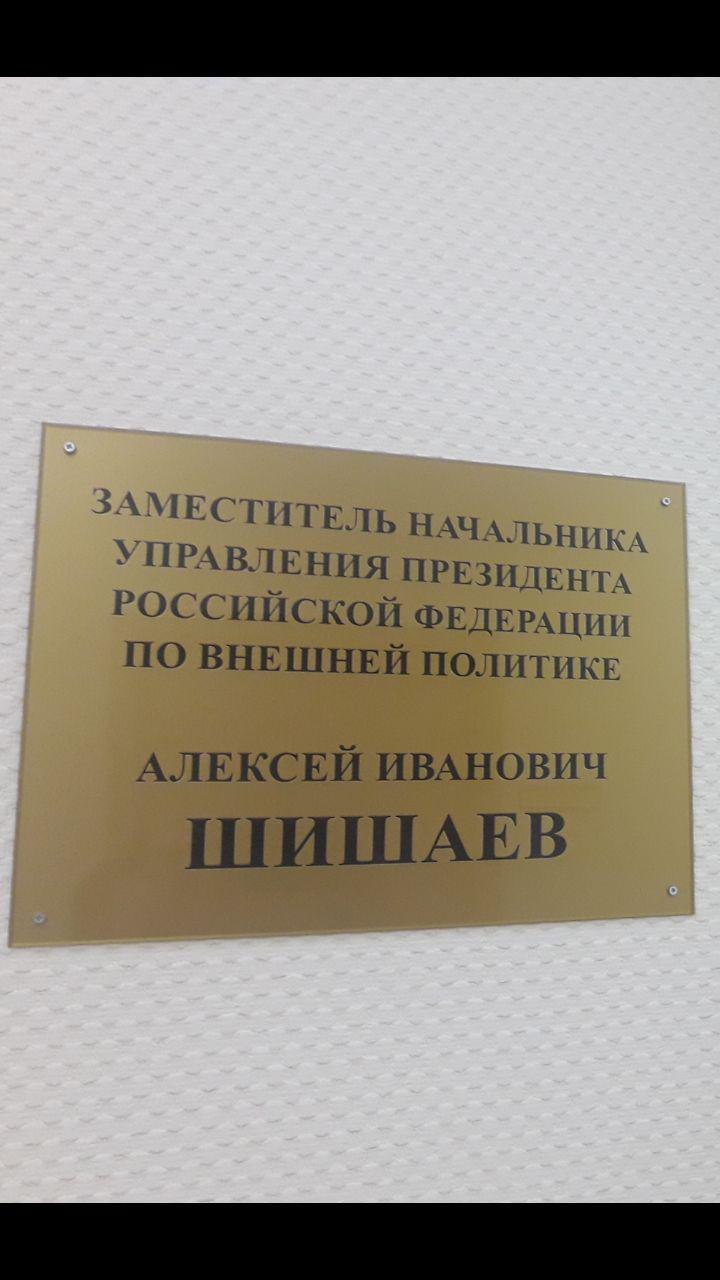 ЗАМЕСТИТЕЛЬ НАЧАЛЬНИКА
УПРАВЛЕНИЯ ПРЕЗИДЕНТА
РОССИЙСКОЙ ФЕДЕРАЦИИ
ПО ВНЕШНЕЙ ПОЛИТИКЕ
АЛЕКСЕЙ ИВАНОВИЧ
ШИШАЕВ